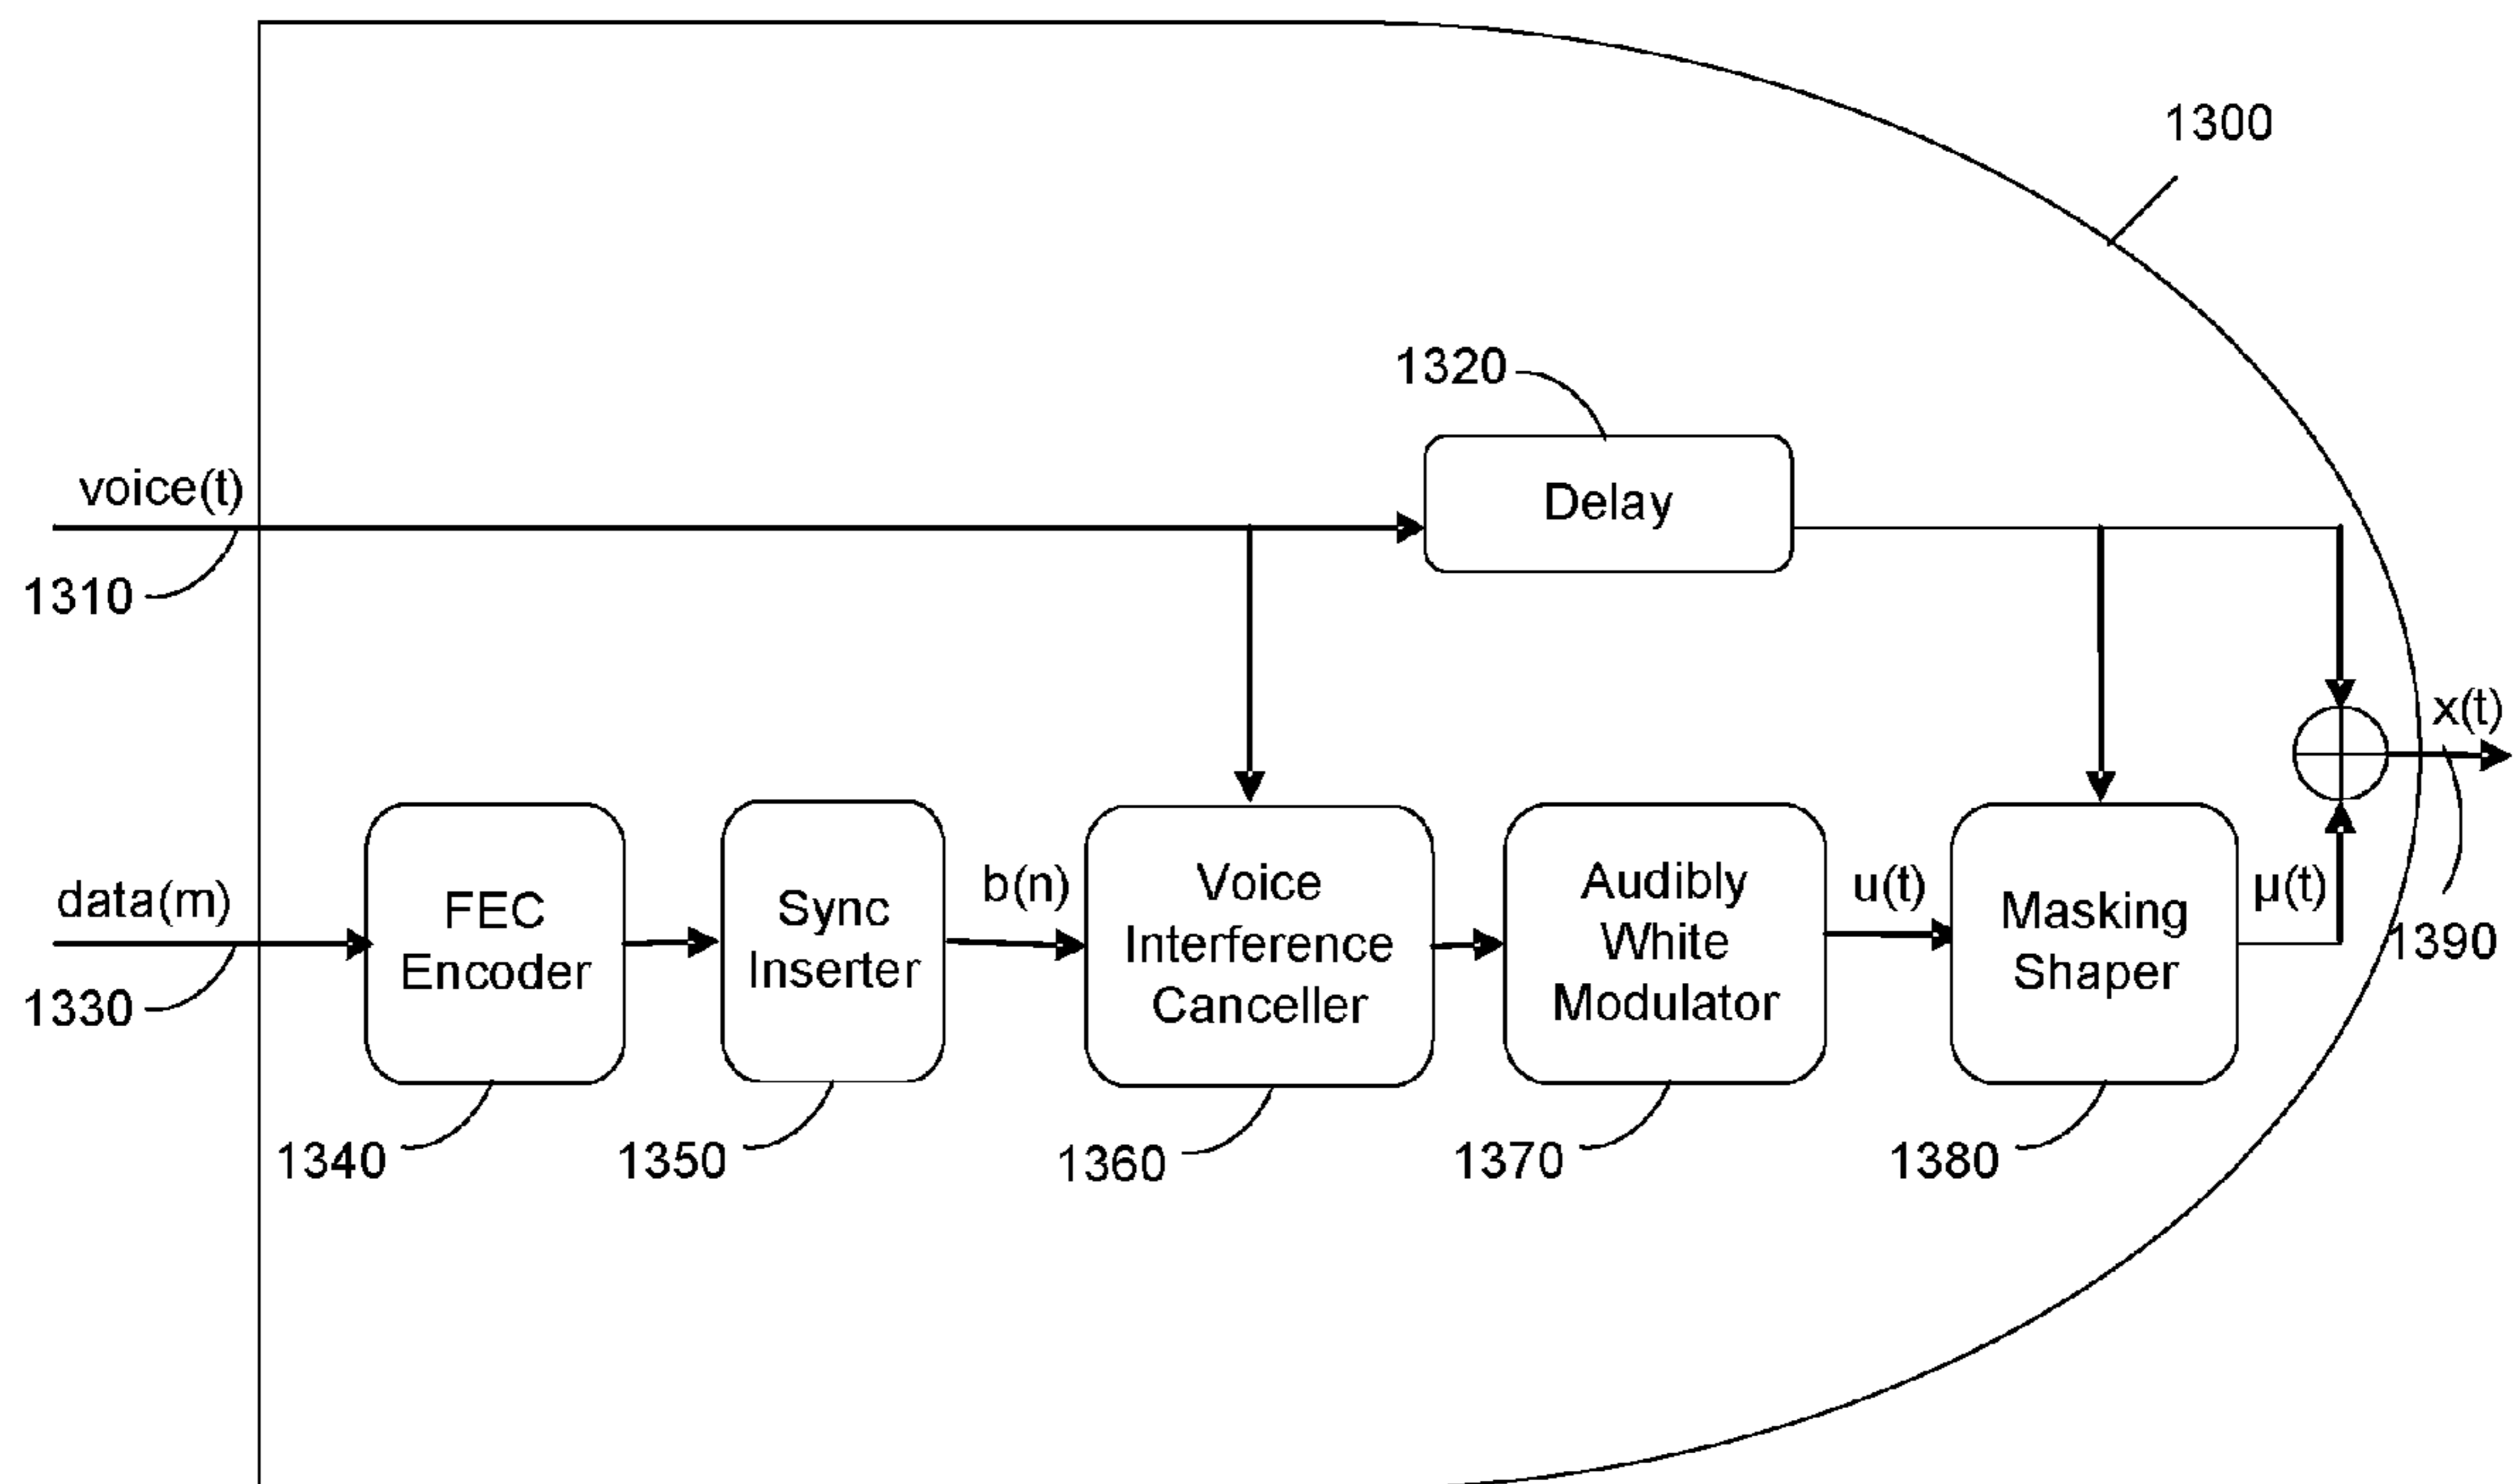 1300
1320
voice(t)
Delay
1310
x(t)
data(m)
FEC
Encoder
Sync
Inserter
b(n)
Voice
Interference
Canceller
Audibly
White
Modulator
u(t)
Masking
Shaper
μ(t)
1390
1330
1340
1350
1360
1370
1380